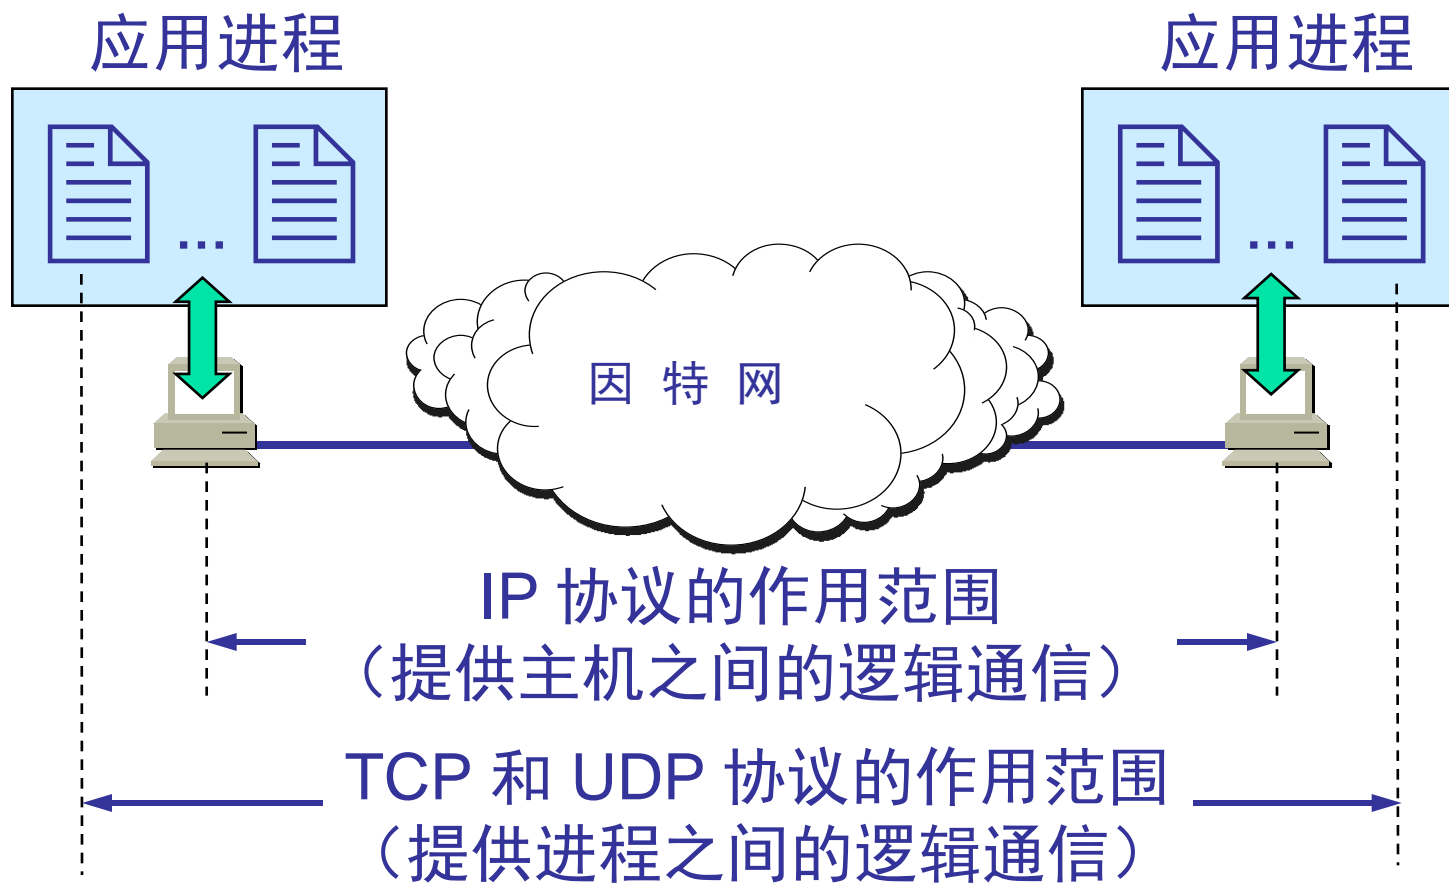 应用进程
应用进程
…
…
因 特 网
IP 协议的作用范围
（提供主机之间的逻辑通信）
TCP 和 UDP 协议的作用范围
（提供进程之间的逻辑通信）